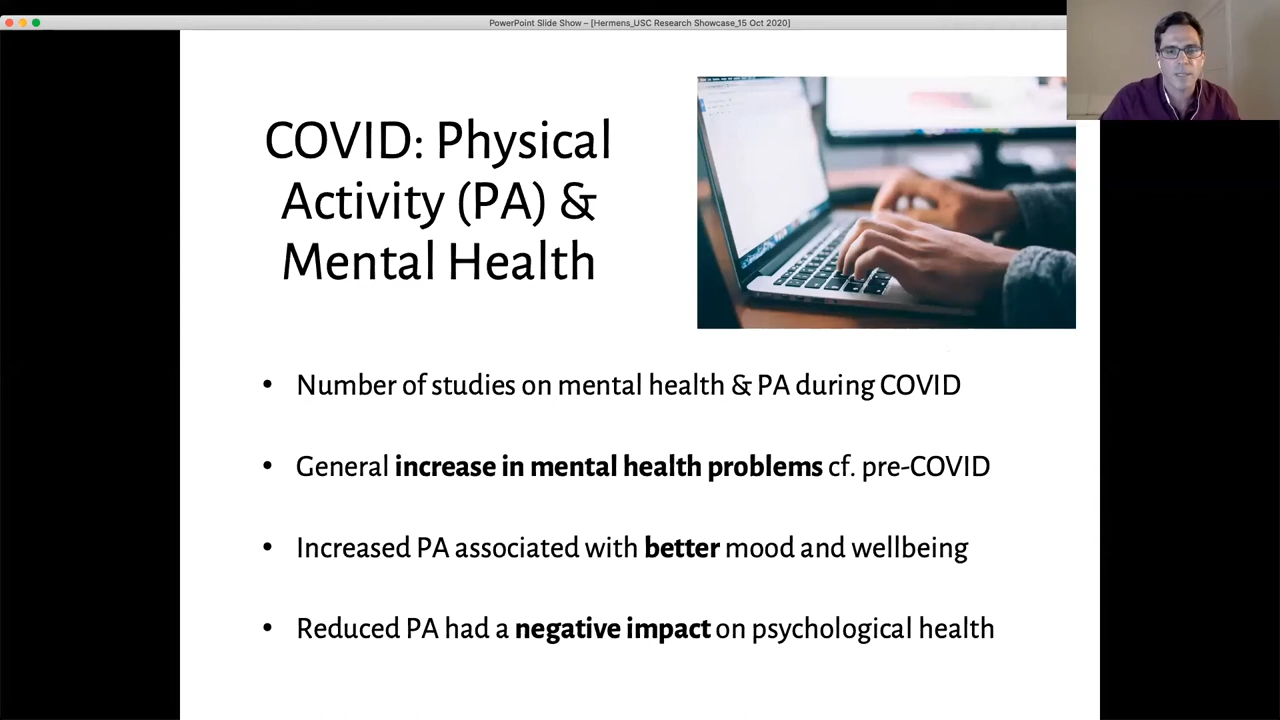 PowerPoint Slide Show – [Hermens_USC Research Showcase_15 Oct 2020]
COVID: Physical
Activity (PA) &
Mental Health
• Number of studies on mental health & PA during COVID
• General increase in mental health problems cf. pre-COVID
• Increased PA associated with better mood and wellbeing
• Reduced PA had a negative impact on psychological health